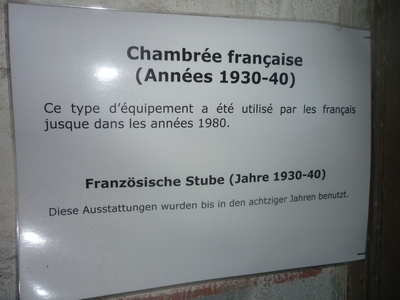 Chambrée française
(Années 1930-40)
Ce type d'équipement a été utilisé par les français
jusque dans les années 1980.
Französische Stube (Jahre 1930-40)
Diese Ausstattungen wurden bis in den achtziger Jahren benutzt.